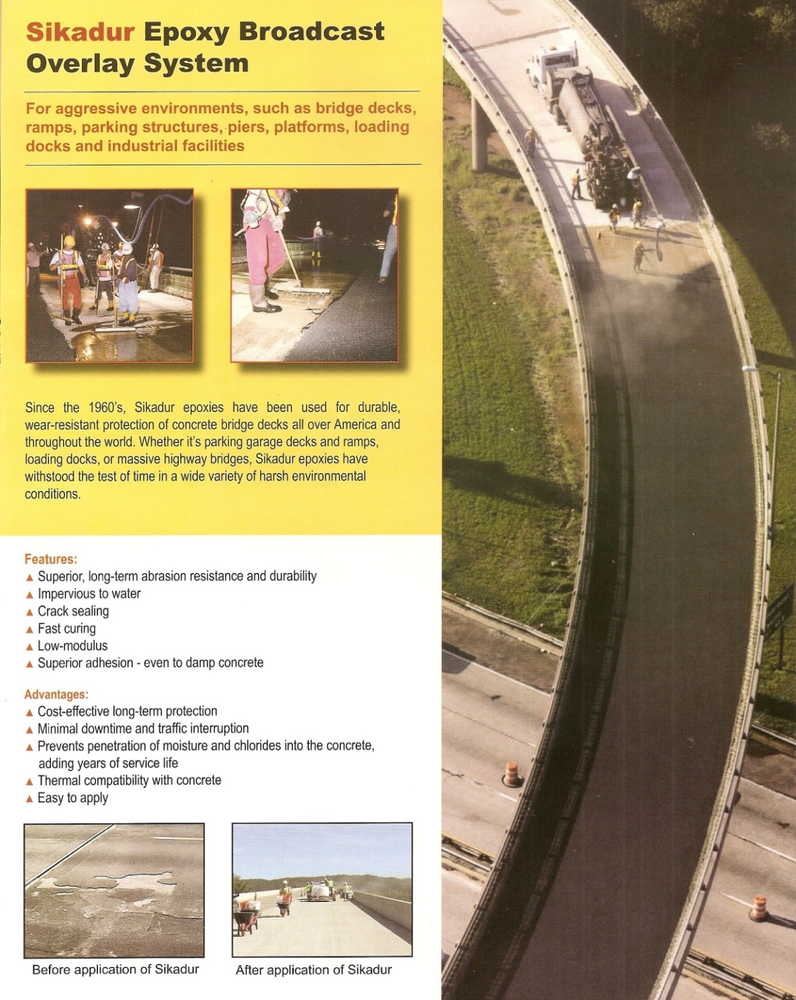 Sikadur Epoxy Broadcast
Overlay System
For aggressive environments, such as bridge decks,
ramps, parking structures, piers, platforms, loading
docks and industrial facilities
Since the 1960's, Sikadur epoxies have been used for durable,
wear-resistant protection of concrete bridge decks all over America and
throughout the world. Whether it's parking garage decks and ramps,
loading docks, or massive highway bridges, Sikadur epoxies have
withstood the test of time in a wide variety of harsh environmental
conditions.
Features:
▲ Superior, long-term abrasion resistance and durability
▲ Impervious to water
▲ Crack sealing
▲ Fast curing
▲ Low-modulus
▲ Superior adhesion - even to damp concrete
Advantages:
▲ Cost-effective long-term protection
▲ Minimal downtime and traffic interruption
▲ Prevents penetration of moisture and chlorides into the concrete,
adding years of service life
▲ Thermal compatibility with concrete
▲ Easy to apply
Before application of Sikadur
After application of Sikadur